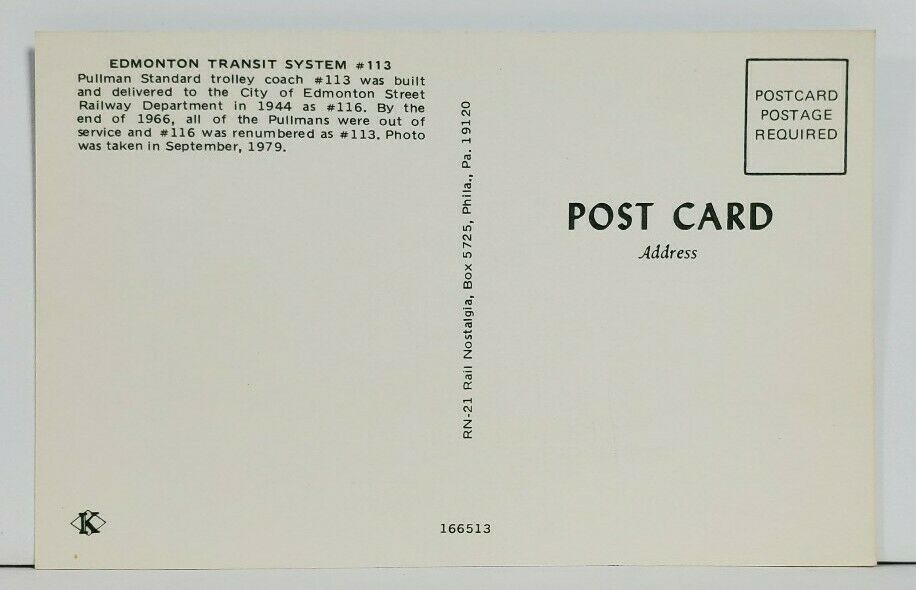 EDMONTON TRANSIT SYSTEM #113
Pullman Standard trolley coach #113 was built
and delivered to the City of Edmonton Street
Railway Department in 1944 as #116. By the
end of 1966, all of the Pullmans were out of
service and #116 was renumbered as #113. Photo
was taken in September, 1979.
RN-21 Rail Nostalgia, Box 5725, Phila., Pa. 19120
POSTCARD
POSTAGE
REQUIRED
POST CARD
Address
K
166513